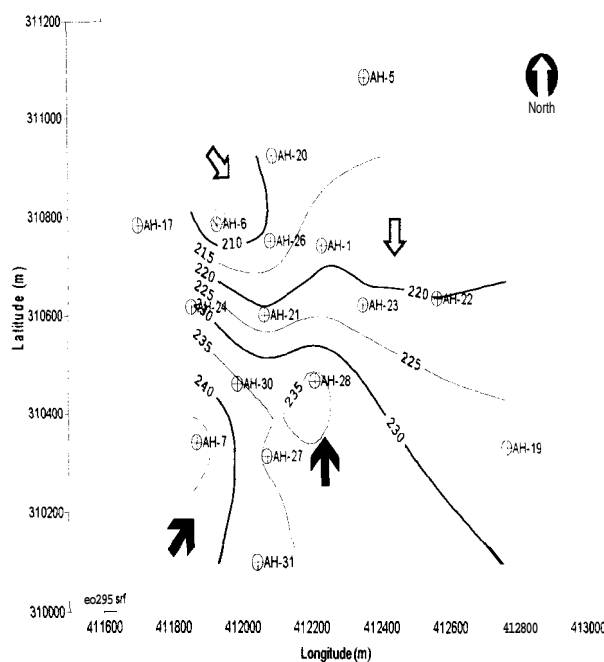 311200
AH-5
North
311000
AH-20
310800
AH-17
AH-6
210
AH-26
AH-1
215
220
225
230
220
AH-22
AH-24
AH-23
310600
AH-21
235
225
AH-30
235
AH-28
240
310400
230
AH-7
AH-27
AH-19
310200
AH-31
eo295 srf
310000
411600
411800
412000
412200
412400
412600
412800
413000
Latitude (m)
Longitude (m)